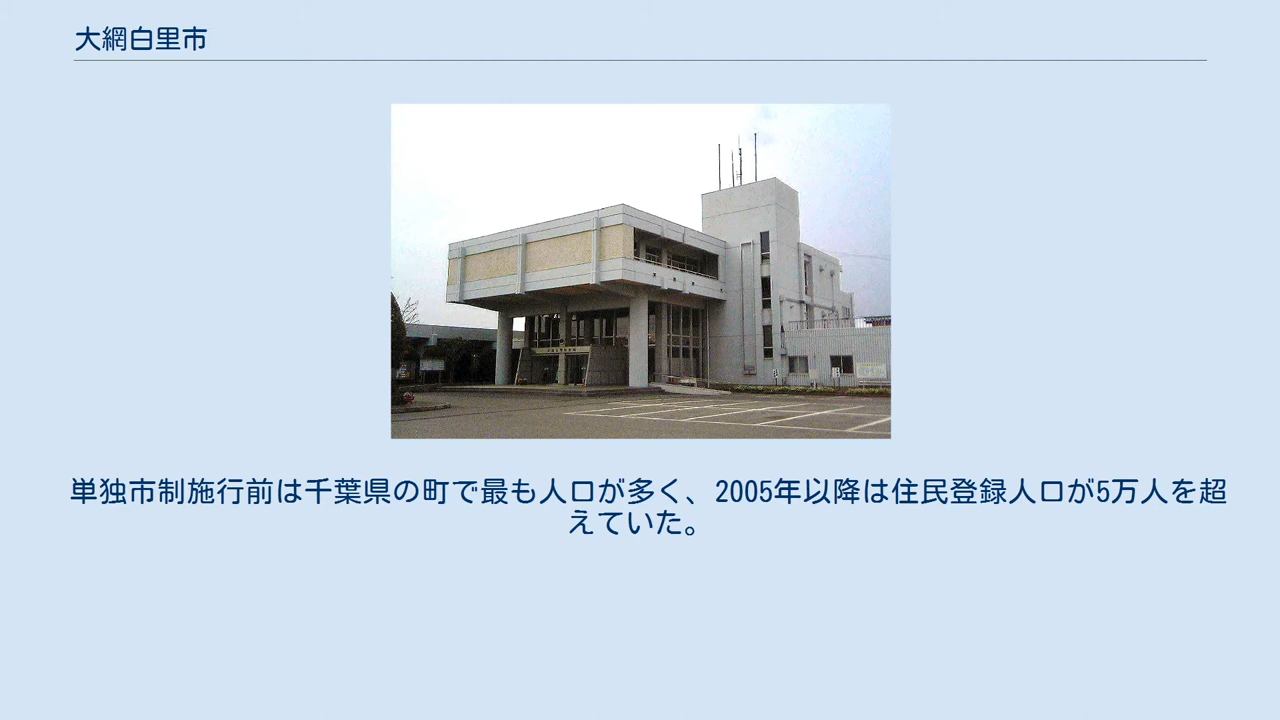 大網白里市
単独市制施行前は千葉県の町で最も人口が多く、2005年以降は住民登録人口が5万人を超
えていた。